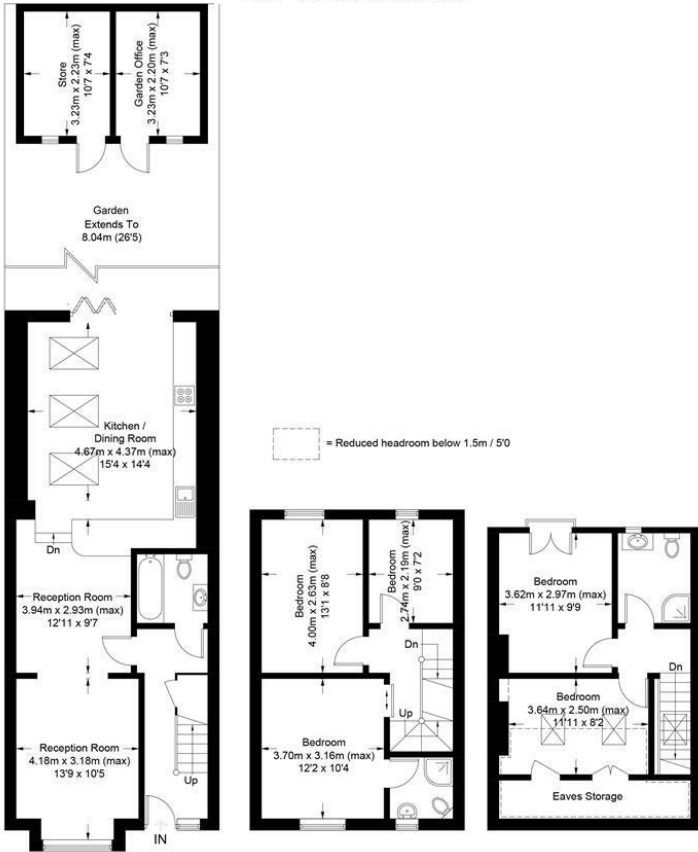 Store
3.23m x 2.23m (max)
10'7 x 7'4
Garden Office
3.23m x 2.20m (max)
10'7 x 7'3
Garden
Extends To
8.04m (26'5)
Kitchen /
Dining Room
4.67m x 4.37m (max)
15'4 x 14'4
Dn
Reception Room
3.94m x 2.93m (max)
12'11 x 9'7
Reception Room
4.18m x 3.18m (max)
13'9 x 10'5
Up
IN
= Reduced headroom below 1.5m / 5'0
Bedroom
4.00m x 2.63m (max)
13'1 x 8'8
Bedroom
2.74m x 2.19m (max)
9'0 x 7'2
Dn
Up
Bedroom
3.70m x 3.16m (max)
12'2 x 10'4
Bedroom
3.62m x 2.97m (max)
11'11 x 9'9
Dn
Bedroom
3.64m x 2.50m (max)
11'11 x 8'2
Eaves Storage